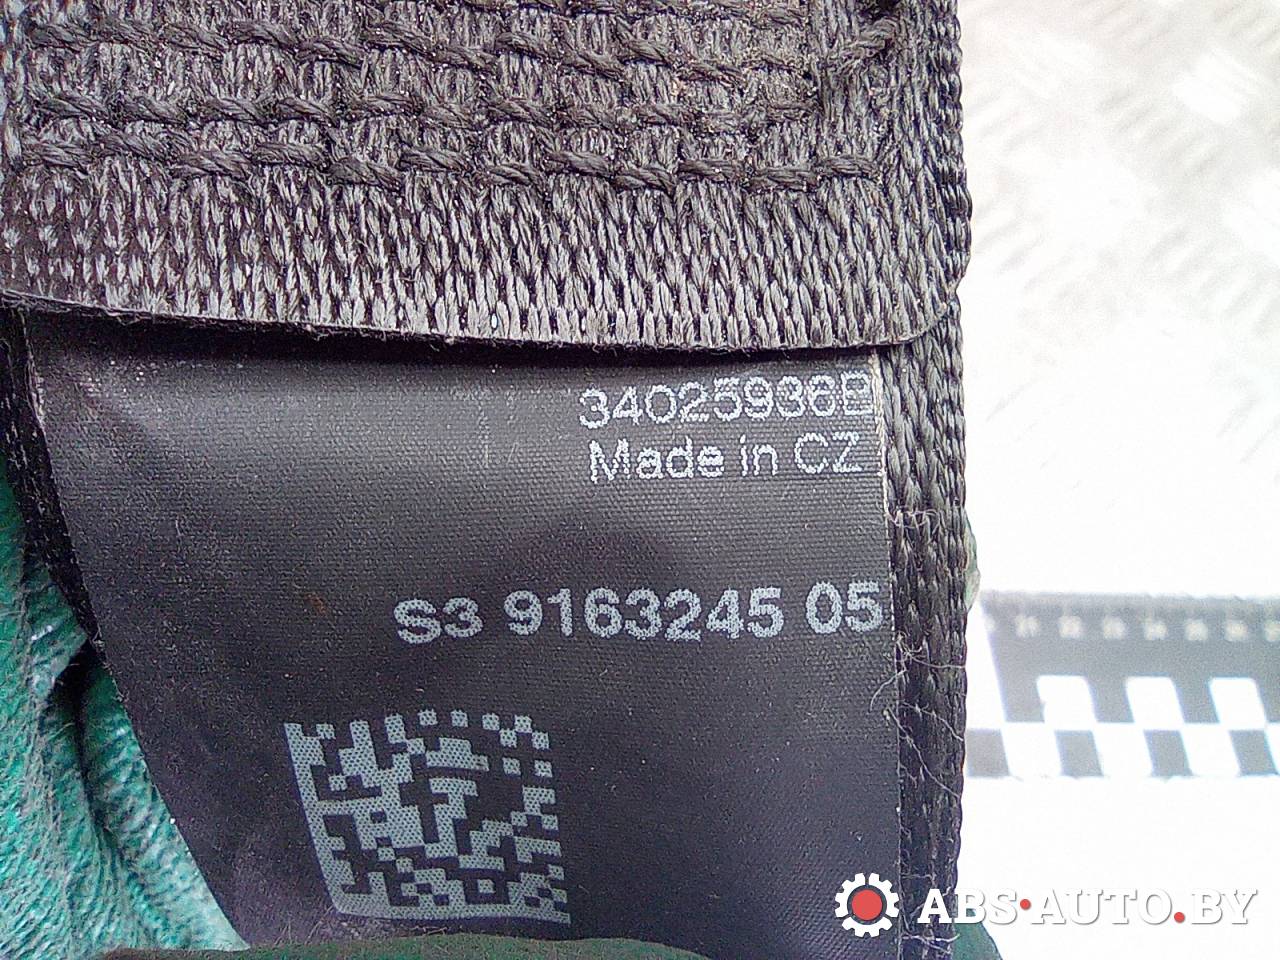 34025936B
Made in CZ
S3 9163245 05
ABS-AUTO.BY